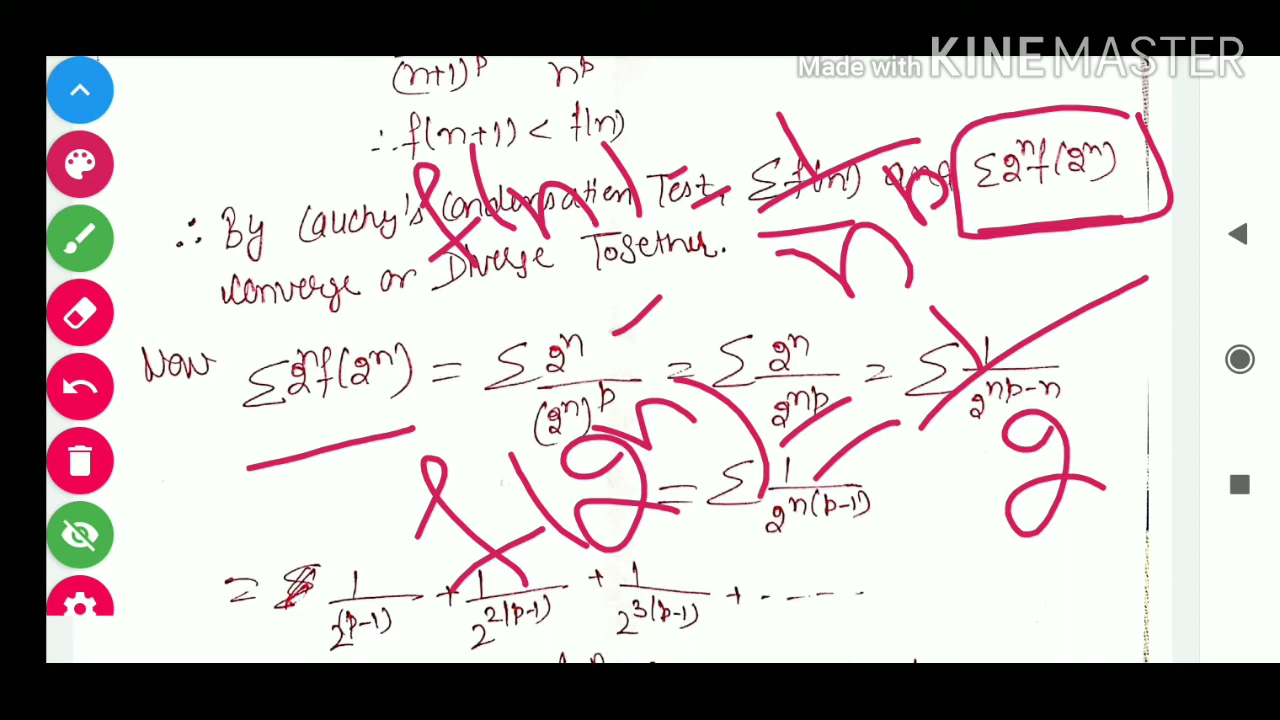 Made with KINEMASTER
(n+1)^p n^p
∴ f(n+1) < f(n)
∴ By Cauchy's Condensation Test, Σf(n) and Σ2^n f(2^n)
converge or Diverse Together.
Now Σ2^n f(2^n) = Σ 2^n/(2^n)^p = Σ 2^n/2^{np} = Σ 1/2^{np-n}
= Σ 1/2^{n(p-1)}
= 1/2^{(p-1)} + 1/2^{2(p-1)} + 1/2^{3(p-1)} + ------